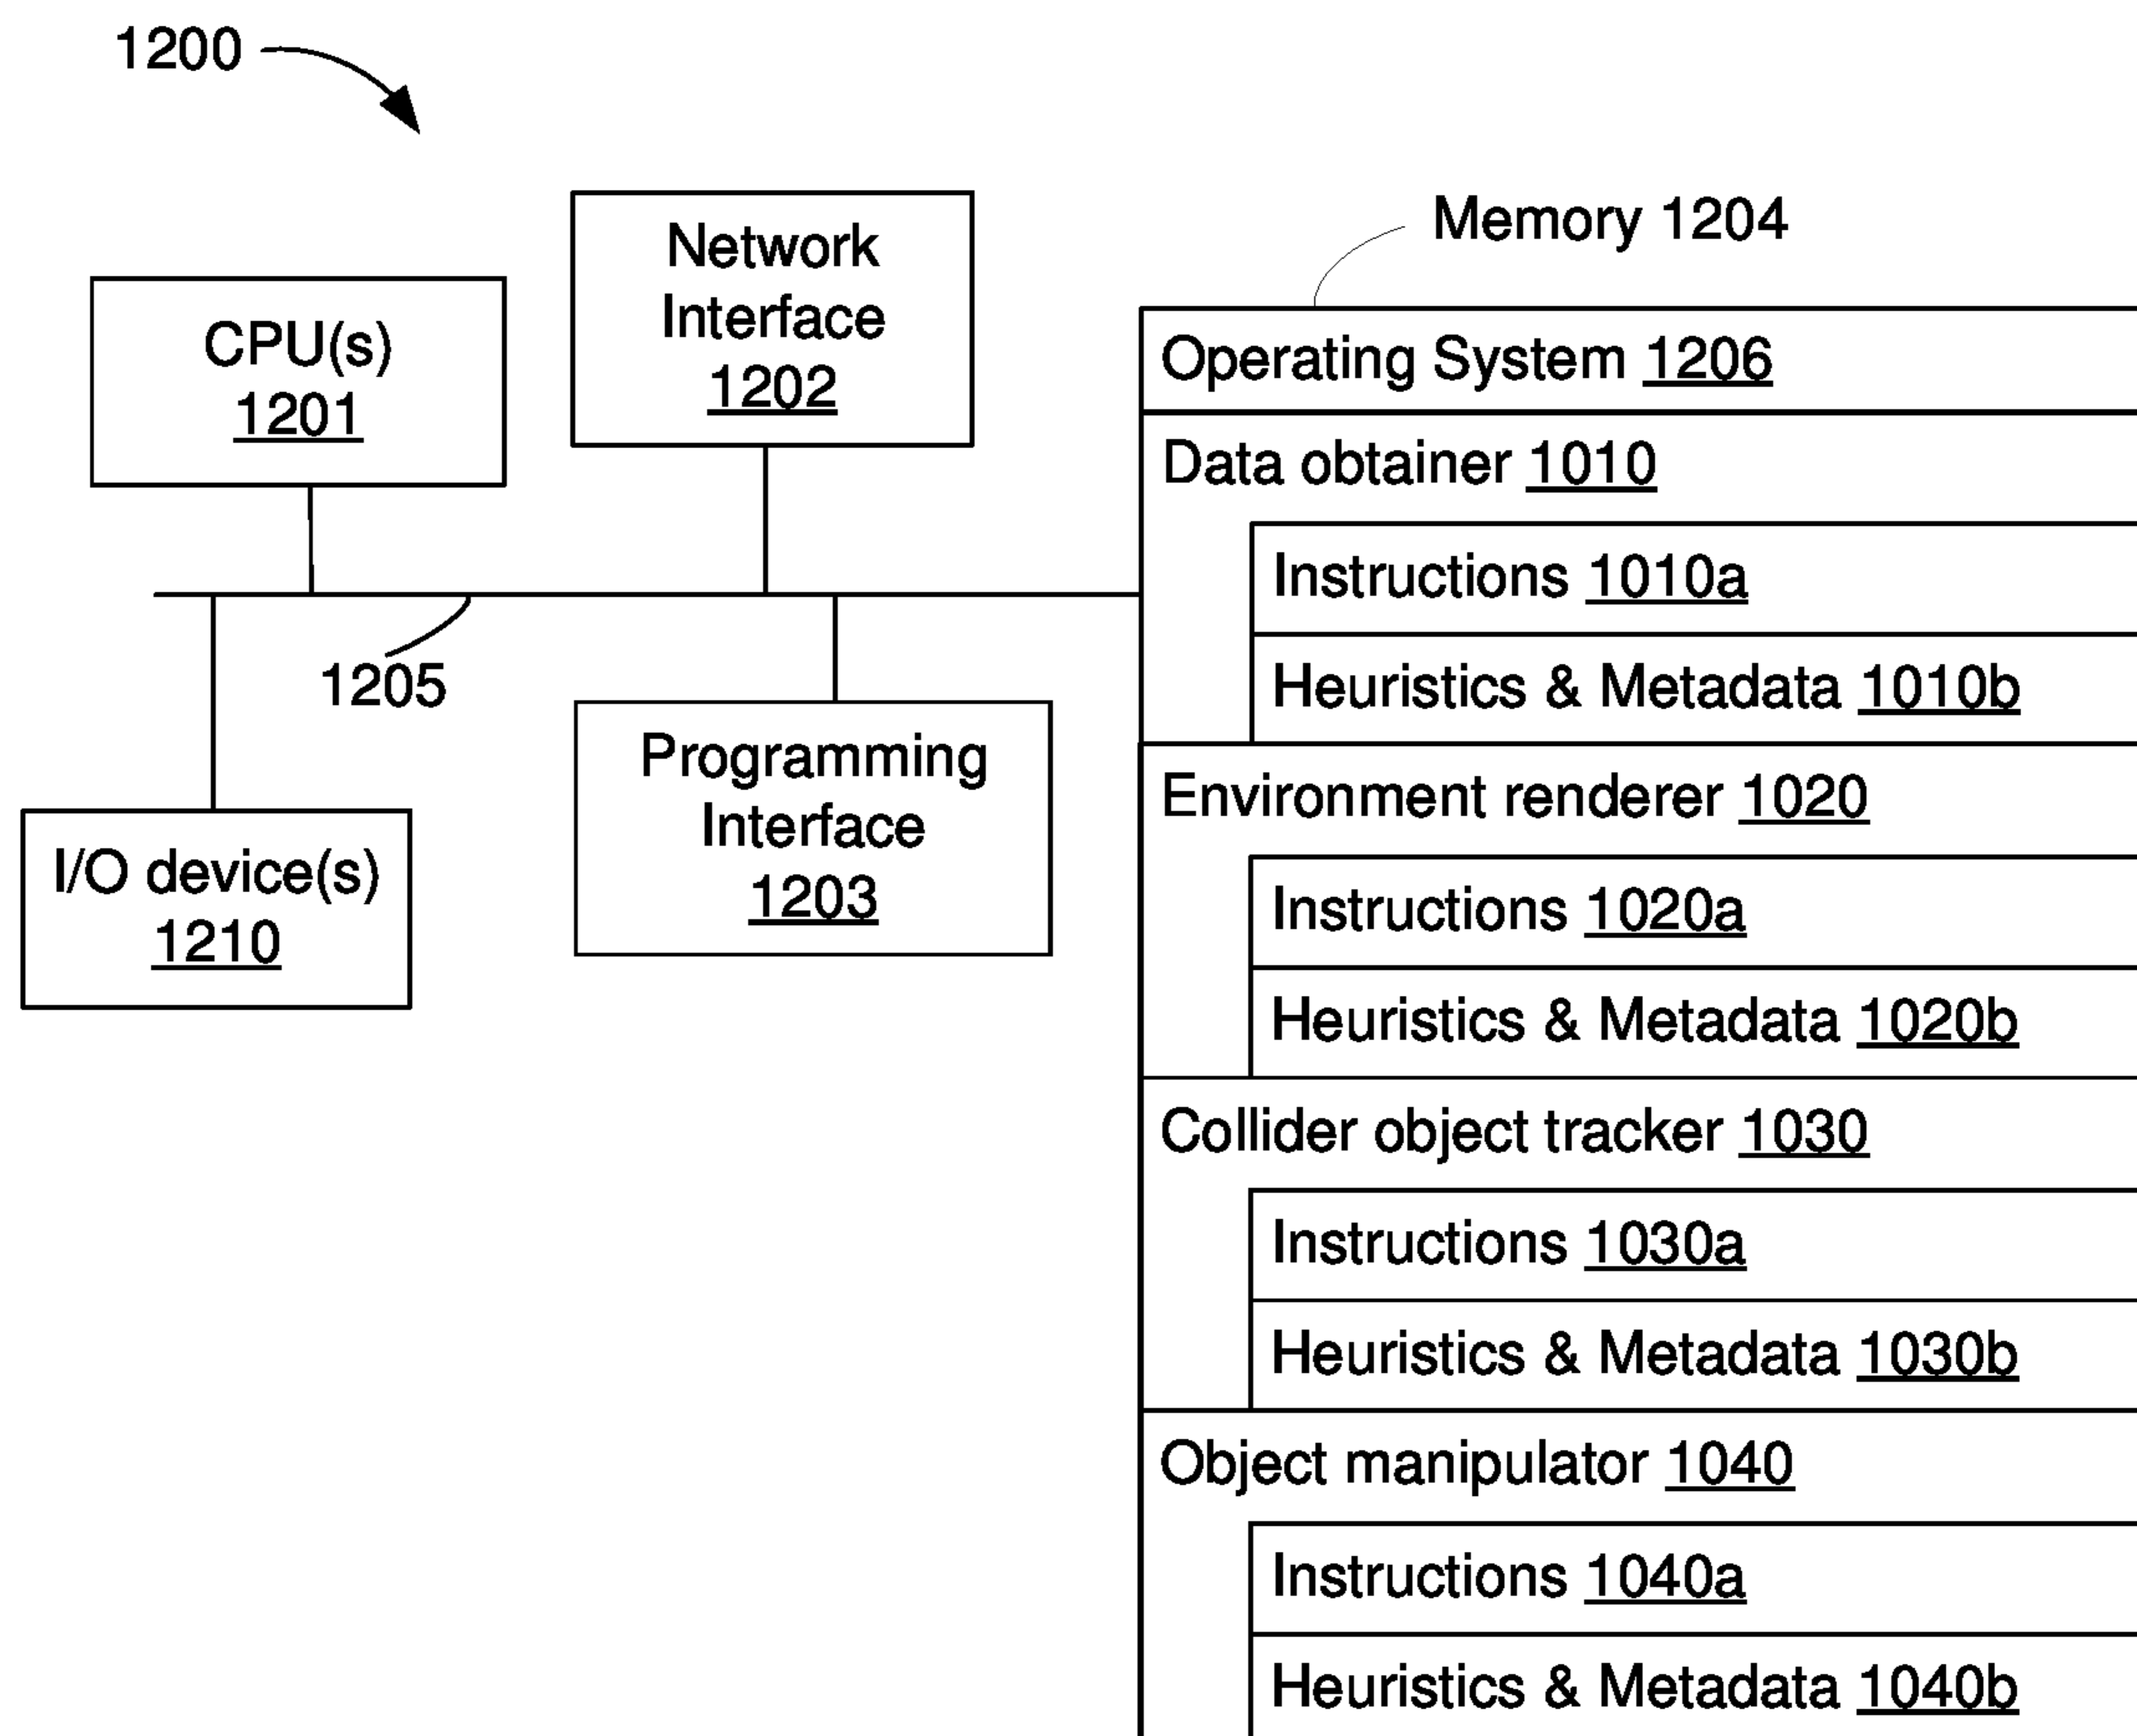 1200
Network
Interface
1202
CPU(s)
1201
1205
Programming
Interface
1203
I/O device(s)
1210
Memory 1204
Operating System 1206
Data obtainer 1010
Instructions 1010a
Heuristics & Metadata 1010b
Environment renderer 1020
Instructions 1020a
Heuristics & Metadata 1020b
Collider object tracker 1030
Instructions 1030a
Heuristics & Metadata 1030b
Object manipulator 1040
Instructions 1040a
Heuristics & Metadata 1040b